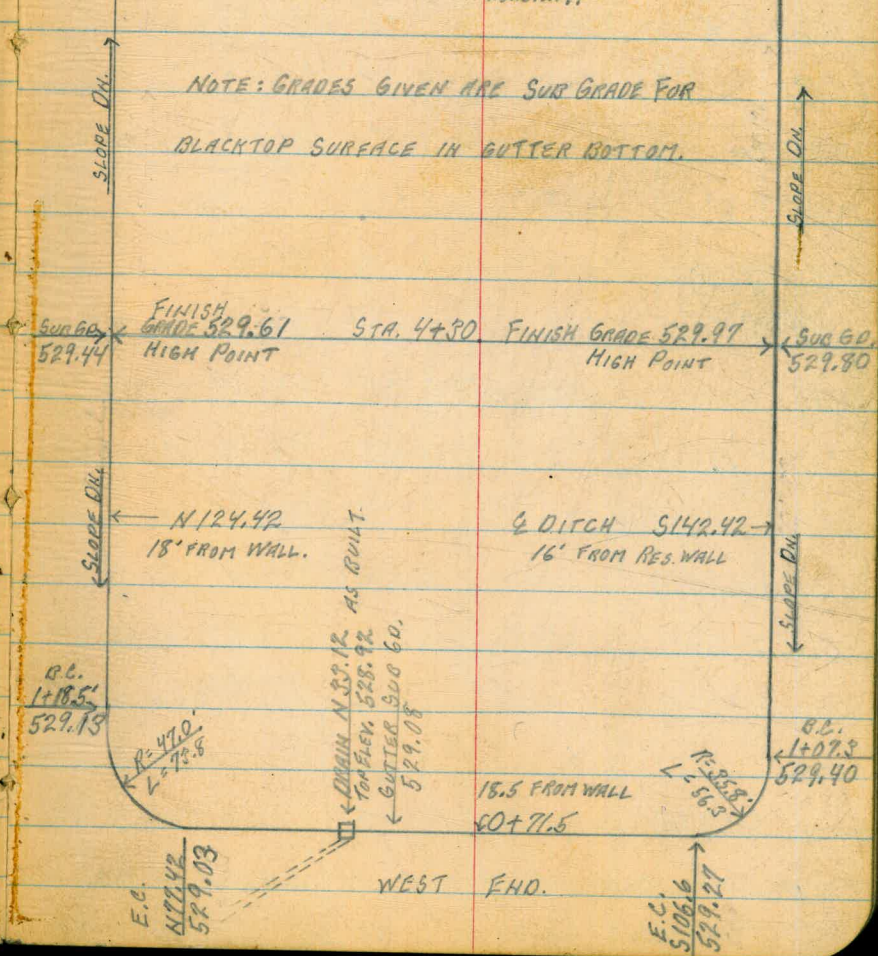 SLOPE DN.
NOTE: GRADES GIVEN ARE SUB GRADE FOR
BLACKTOP SURFACE IN GUTTER BOTTOM.
SLOPE DN.
SUB GD.
529.44
FINISH
GRADE 529.61
HIGH POINT
STA. 4+30
FINISH GRADE 529.97
HIGH POINT
SUB GD.
529.80
SLOPE DN.
N 124.42
18' FROM WALL.
℄ DITCH S142.42
16' FROM RES. WALL
SLOPE DN.
B.C.
1+18.5'
529.13
R=47.0'
L=73.8
DRAIN N 33.12 AS BUILT.
TOP ELEV. 528.92
GUTTER SUB GD.
529.08
18.5 FROM WALL
0+71.5
R=35.8'
L=56.3
B.C.
1+07.3
529.40
E.C.
N77.42
529.03
WEST END.
E.C.
S106.6
529.27